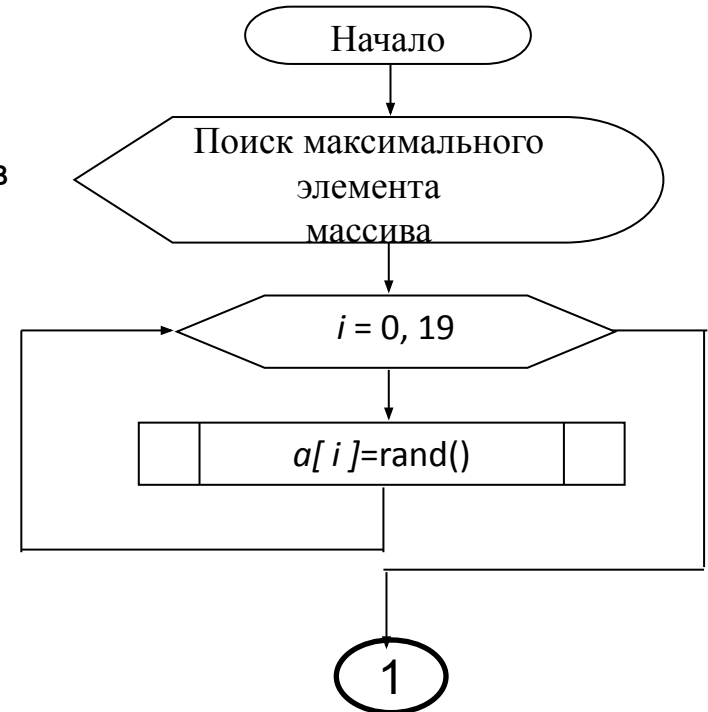 Начало
Поиск максимального
элемента
массива
в
i = 0, 19
a[ i ]=rand()
1